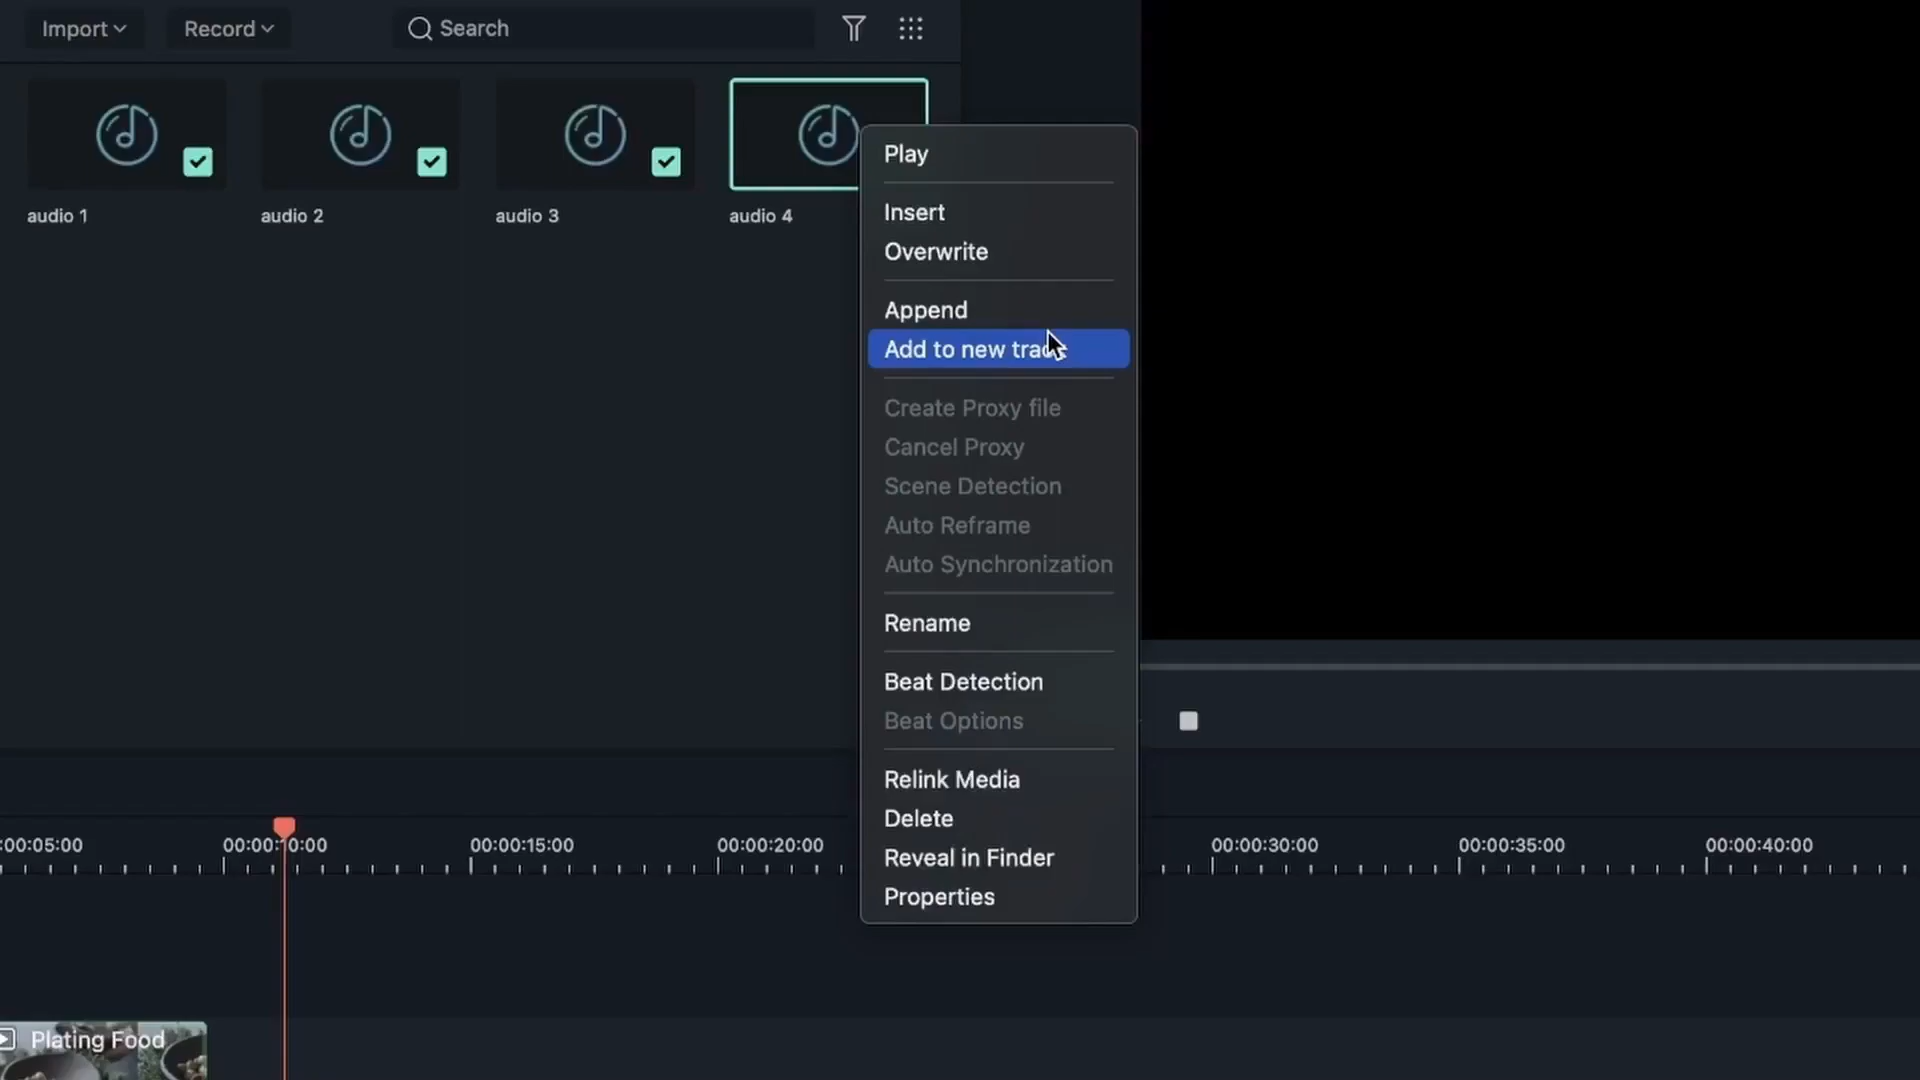 Import
Record
Search
audio 1
audio 2
audio 3
audio 4
Play
Insert
Overwrite
Append
Add to new track
Create Proxy file
Cancel Proxy
Scene Detection
Auto Reframe
Auto Synchronization
Rename
Beat Detection
Beat Options
Relink Media
Delete
Reveal in Finder
Properties
:00:05:00
00:00:10:00
00:00:15:00
00:00:20:00
00:00:30:00
00:00:35:00
00:00:40:00
Plating Food